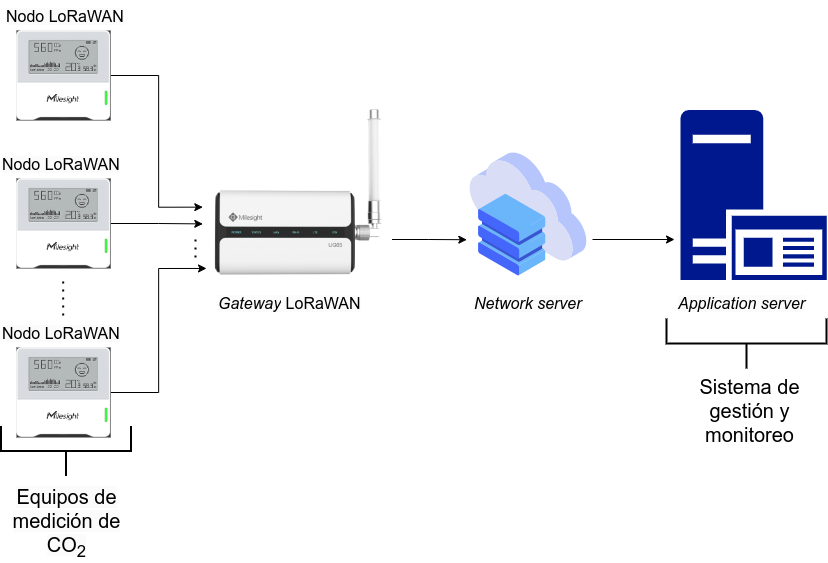 Nodo LoRaWAN
560
Milesight
Nodo LoRaWAN
560
Milesight
Nodo LoRaWAN
560
Milesight
Equipos de
medición de
CO2
Milesight
UG65
Gateway LoRaWAN
Network server
Application server
Sistema de
gestión y
monitoreo